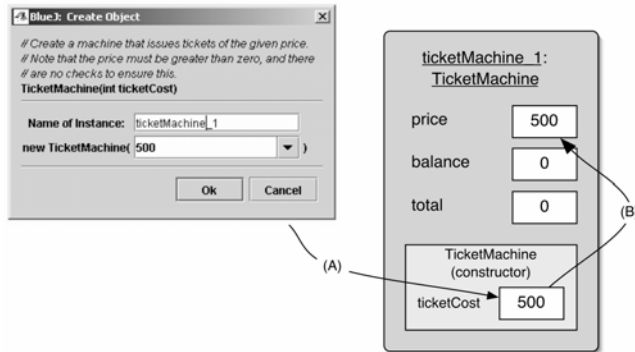 BlueJ: Create Object
// Create a machine that issues tickets of the given price.
// Note that the price must be greater than zero, and there
// are no checks to ensure this.
TicketMachine(int ticketCost)
Name of Instance: ticketMachine_1
new TicketMachine( 500 )
Ok Cancel
(A)
ticketMachine_1:
TicketMachine
price 500
balance 0
total 0
(B)
TicketMachine
(constructor)
ticketCost 500